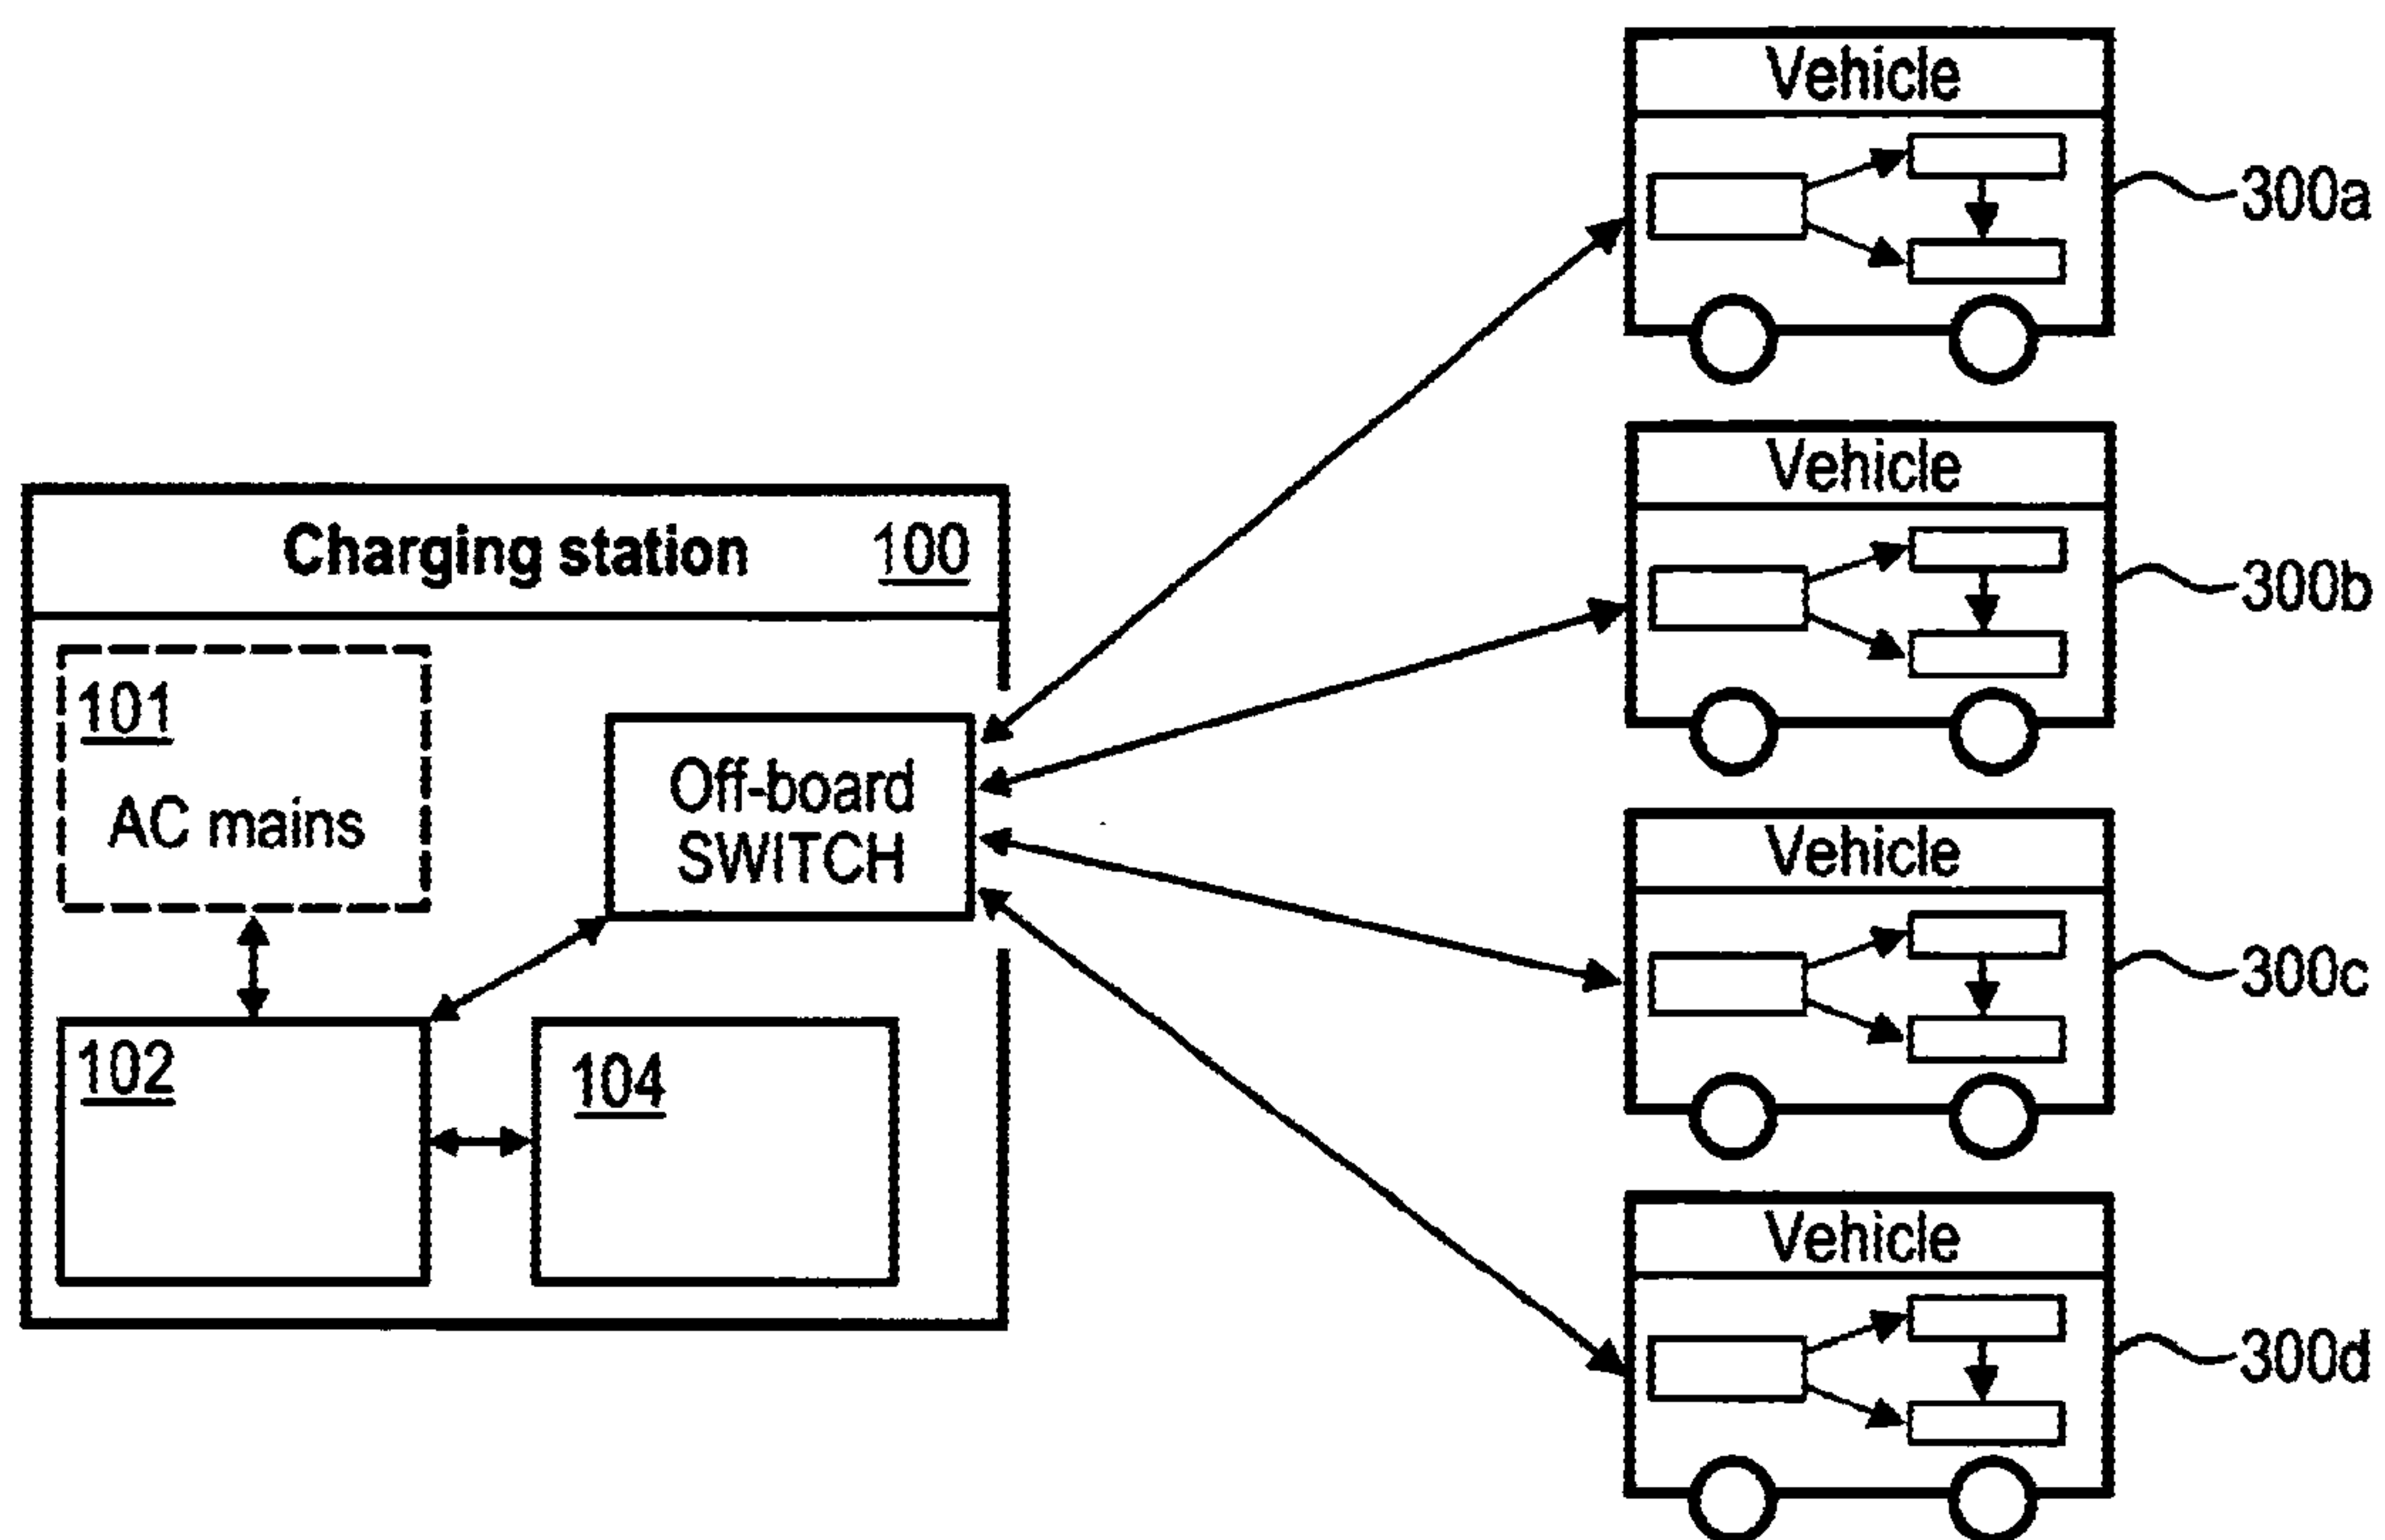 Charging station 100
101
AC mains
Off-board
SWITCH
102
104
Vehicle
300a
Vehicle
300b
Vehicle
300c
Vehicle
300d